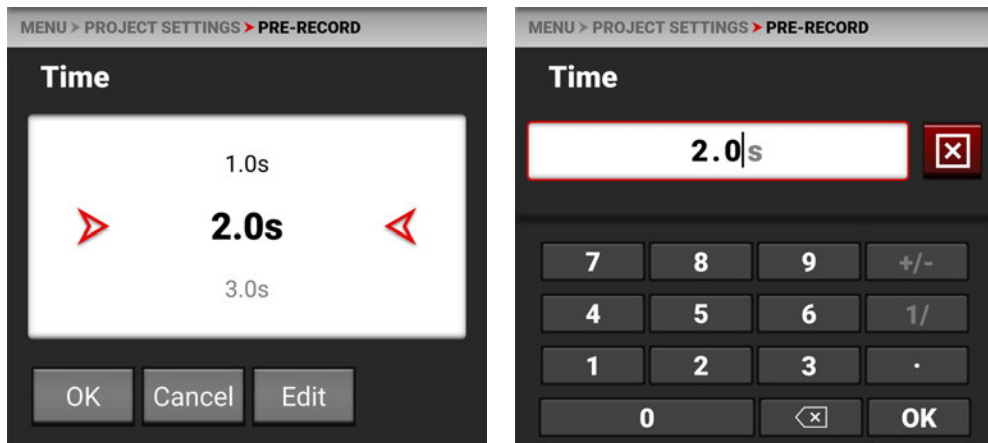 MENU > PROJECT SETTINGS > PRE-RECORD
Time
1.0s
2.0s
3.0s
OK Cancel Edit
MENU > PROJECT SETTINGS > PRE-RECORD
Time
2.0s
7 8 9 +/-
4 5 6 1/
1 2 3 .
0 OK